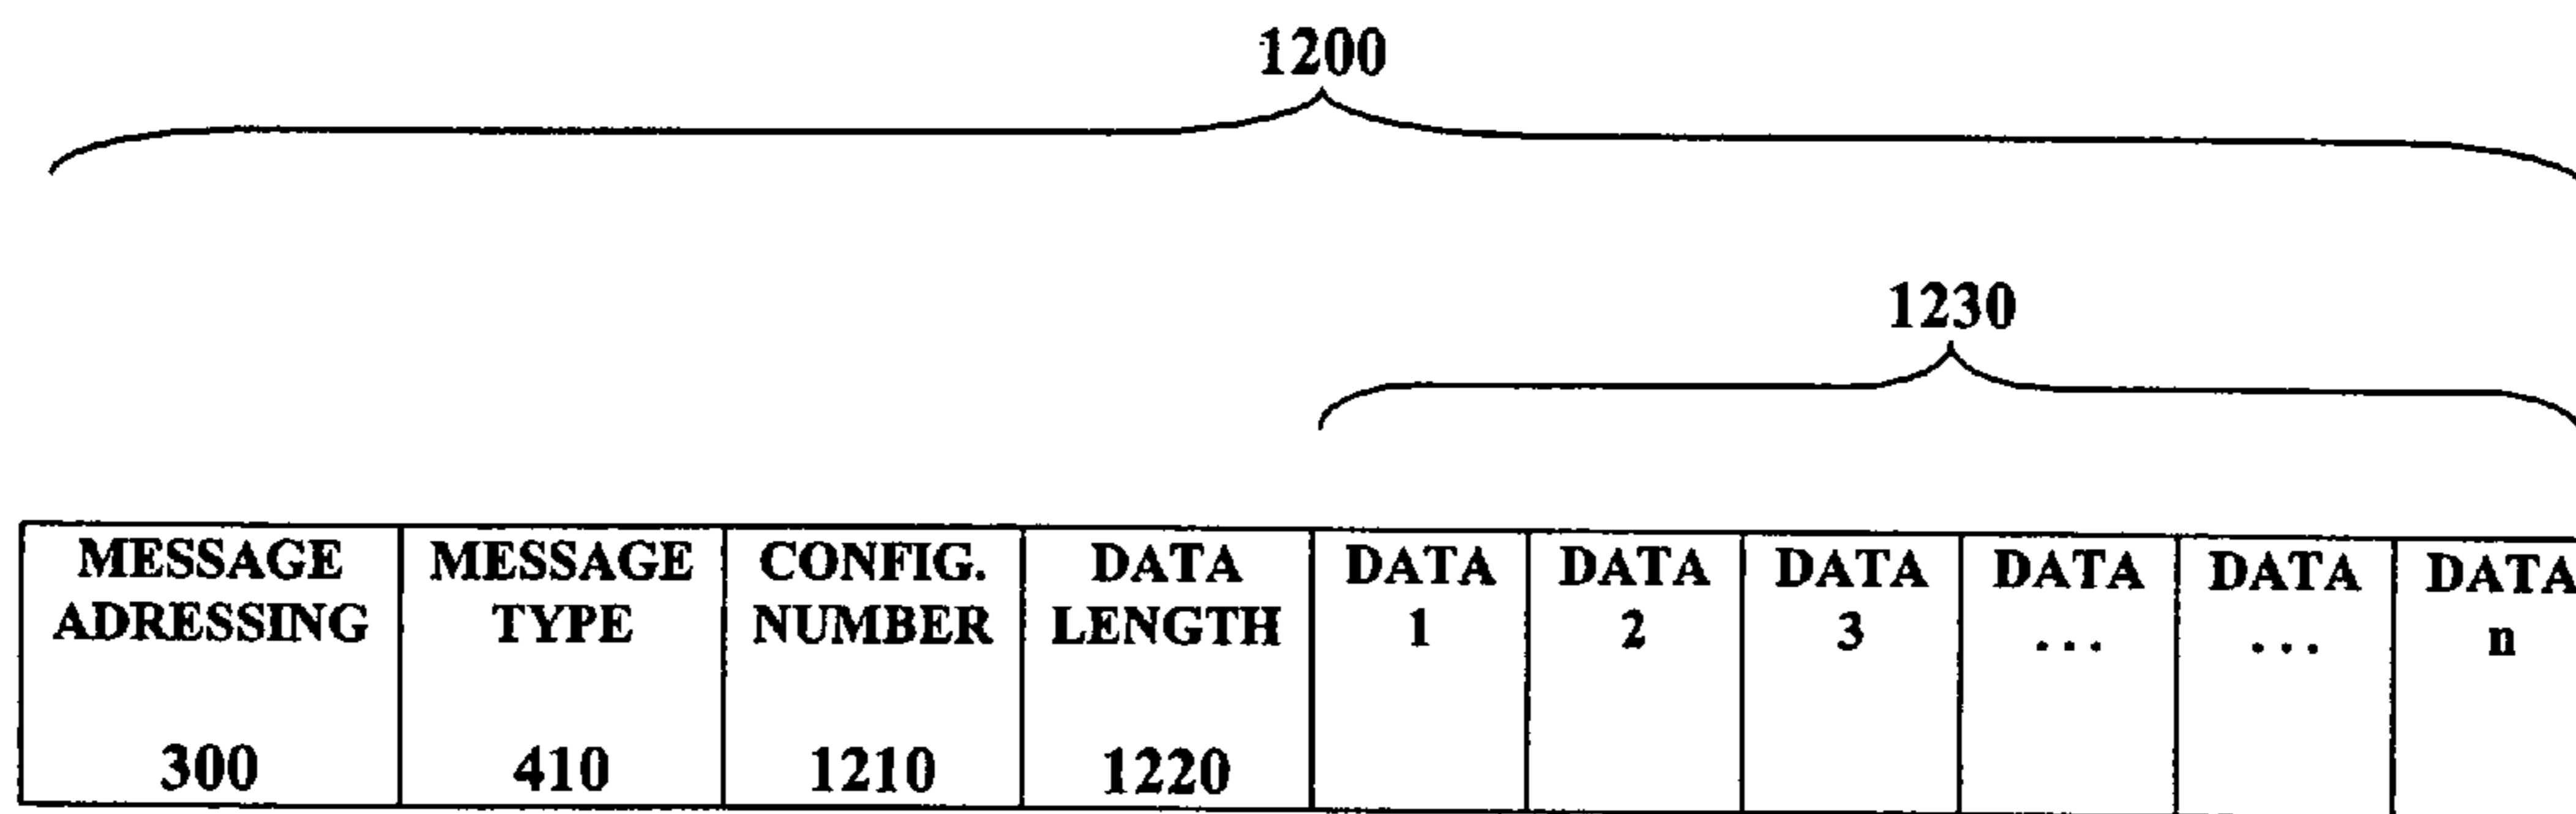 1200
1230
MESSAGE ADRESSING 300
MESSAGE TYPE 410
CONFIG. NUMBER 1210
DATA LENGTH 1220
DATA 1
DATA 2
DATA 3
DATA ...
DATA ...
DATA n